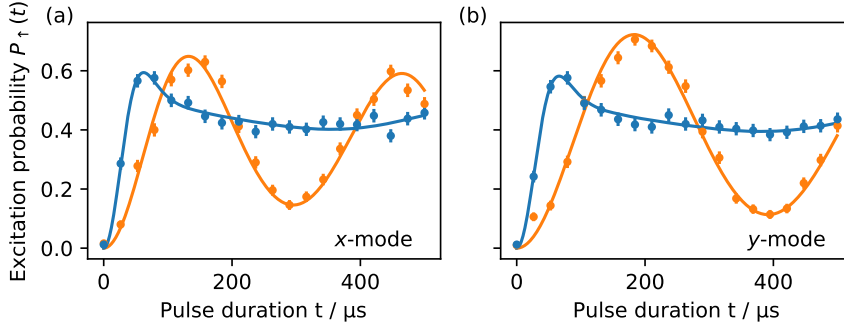 (a)
(b)
Excitation probability P↑(t)
0.6
0.4
0.2
0.0
x-mode
y-mode
0
200
400
0
200
400
Pulse duration t / µs
Pulse duration t / µs